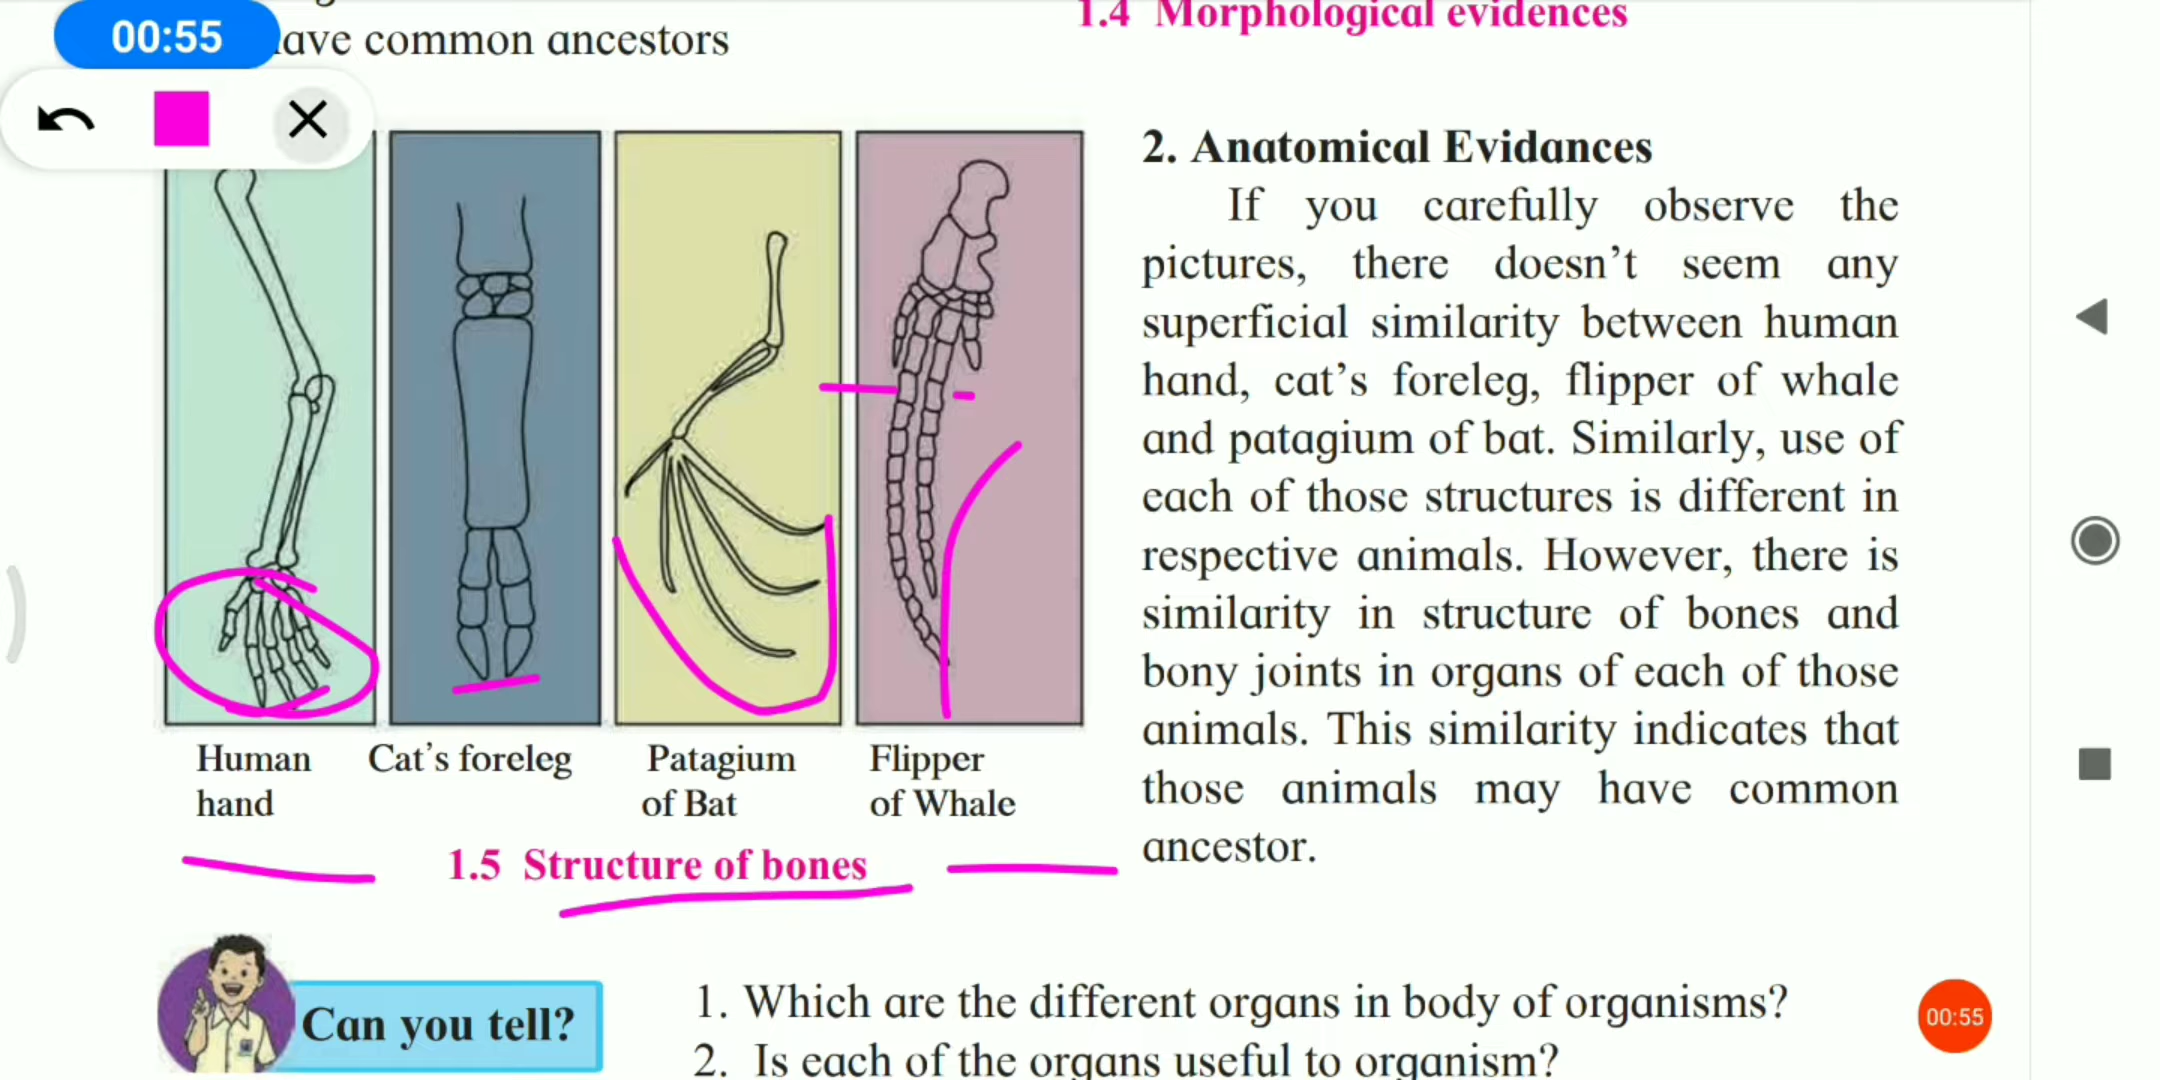 00:55
ave common ancestors
1.4 Morphological evidences
Human hand
Cat's foreleg
Patagium of Bat
Flipper of Whale
1.5 Structure of bones
2. Anatomical Evidances
If you carefully observe the
pictures, there doesn't seem any
superficial similarity between human
hand, cat's foreleg, flipper of whale
and patagium of bat. Similarly, use of
each of those structures is different in
respective animals. However, there is
similarity in structure of bones and
bony joints in organs of each of those
animals. This similarity indicates that
those animals may have common
ancestor.
Can you tell?
1. Which are the different organs in body of organisms?
2. Is each of the organs useful to organism?
00:55